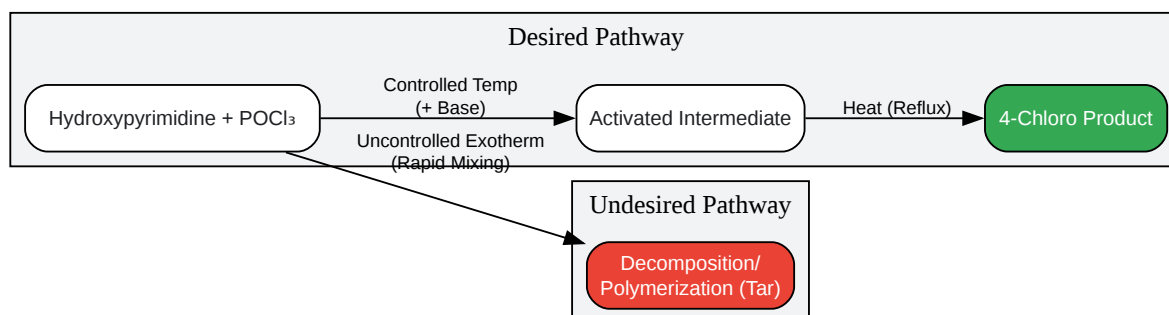 Desired Pathway
Hydroxypyrimidine + POCl₃
Controlled Temp
(+ Base)
Activated Intermediate
Heat (Reflux)
4-Chloro Product
Uncontrolled Exotherm
(Rapid Mixing)
Undesired Pathway
Decomposition/
Polymerization (Tar)